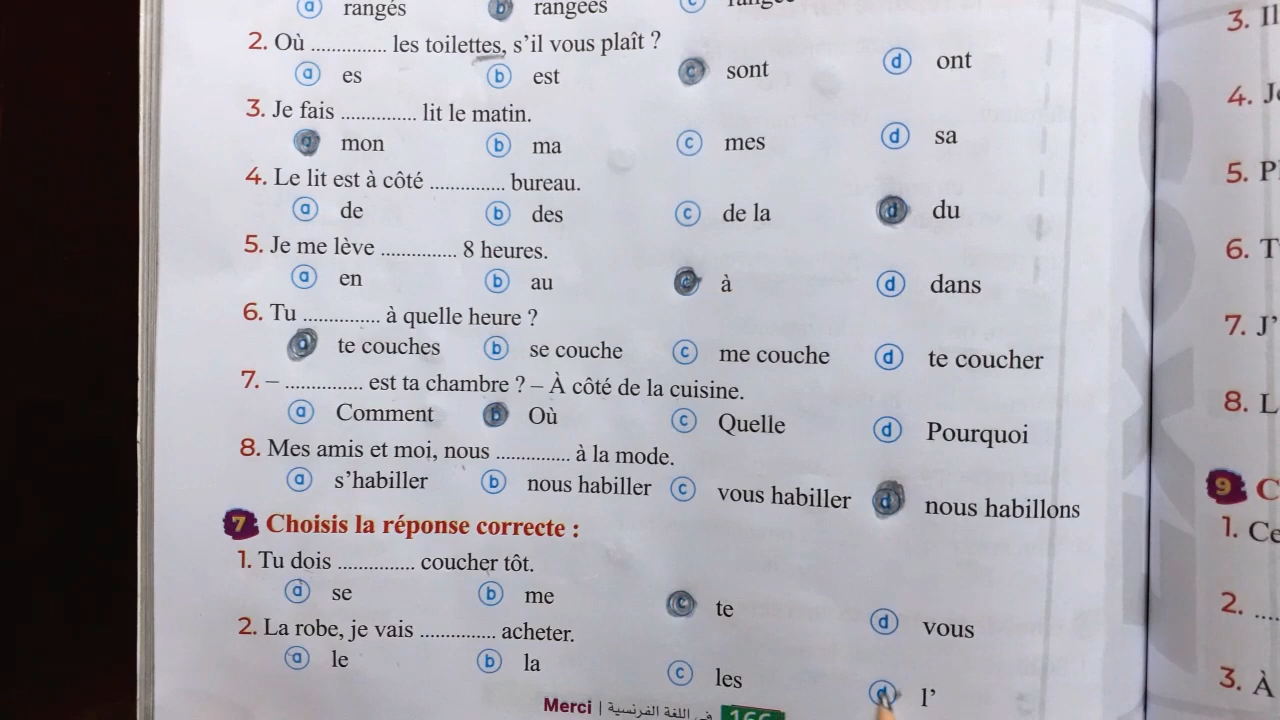 a rangés b rangées c
2. Où .............. les toilettes, s'il vous plaît ?
a es b est c sont d ont
3. Je fais .............. lit le matin.
a mon b ma c mes d sa
4. Le lit est à côté .............. bureau.
a de b des c de la d du
5. Je me lève .............. 8 heures.
a en b au c à d dans
6. Tu .............. à quelle heure ?
a te couches b se couche c me couche d te coucher
7. – .............. est ta chambre ? – À côté de la cuisine.
a Comment b Où c Quelle d Pourquoi
8. Mes amis et moi, nous .............. à la mode.
a s'habiller b nous habiller c vous habiller d nous habillons
7 Choisis la réponse correcte :
1. Tu dois .............. coucher tôt.
a se b me c te d vous
2. La robe, je vais .............. acheter.
a le b la c les d l'
Merci | في اللغة الفرنسية 166
3. Il
4. J
5. P
6. T
7. J'
8. L
9 C
1. Ce
2. ....
3. À